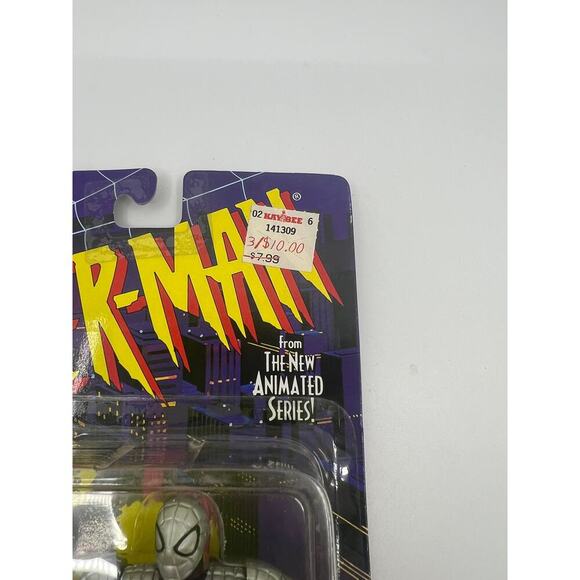 R-MAN®
02 KAY·BEE 6
141309
3/$10.00
$7.99
From
THE NEW
ANIMATED
SERIES!